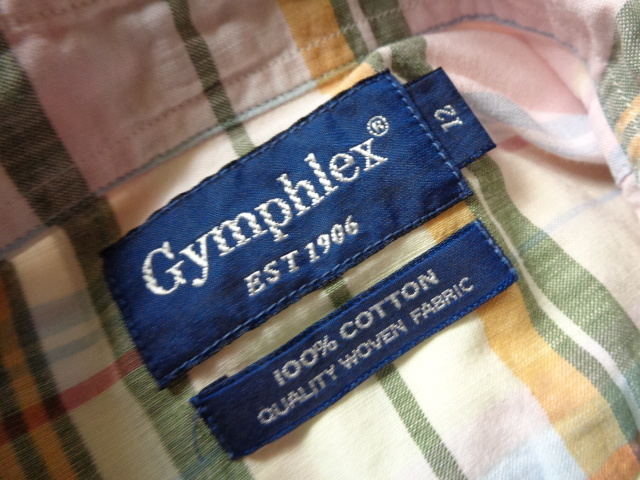 Gymphlex®
EST 1906
12
100% COTTON
QUALITY WOVEN FABRIC